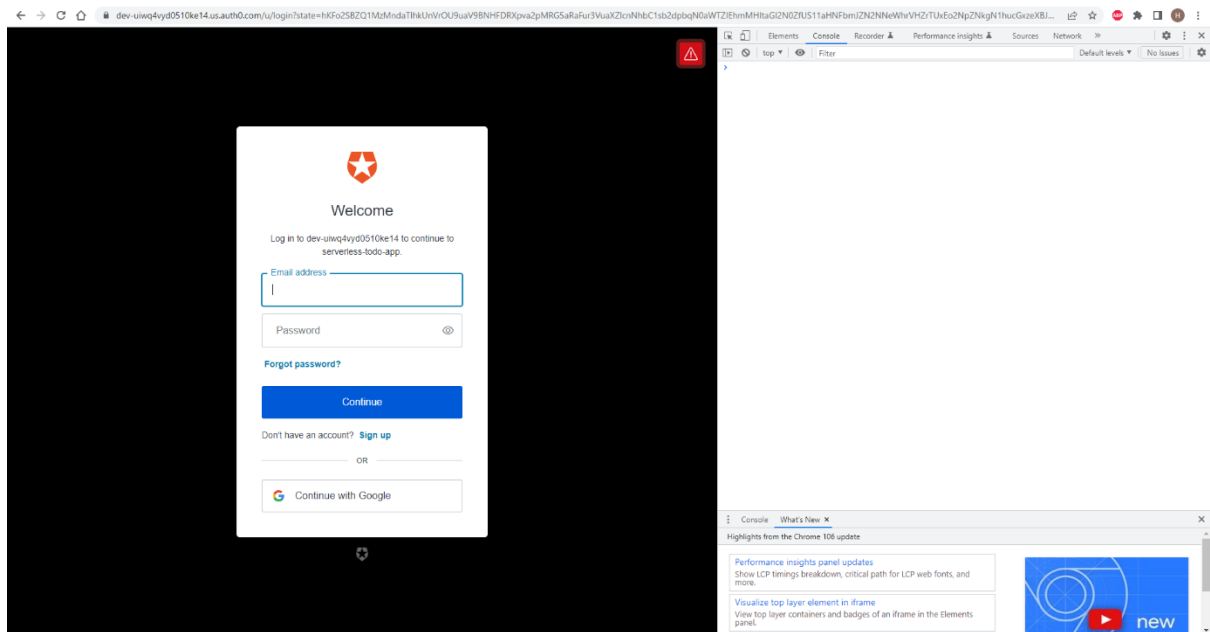 dev-uiwq4vyd0510ke14.us.auth0.com/u/login?state=
Elements Console Recorder Performance insights Sources Network »
top Filter Default levels No Issues
Welcome
Log in to dev-uiwq4vyd0510ke14 to continue to
serverless-todo-app.
Email address
Password
Forgot password?
Continue
Don't have an account? Sign up
OR
Continue with Google
Console What's New
Highlights from the Chrome 106 update
Performance insights panel updates
Show LCP timings breakdown, critical path for LCP web fonts, and
more.
Visualize top layer element in iframe
View top layer containers and badges of an iframe in the Elements
panel.
new